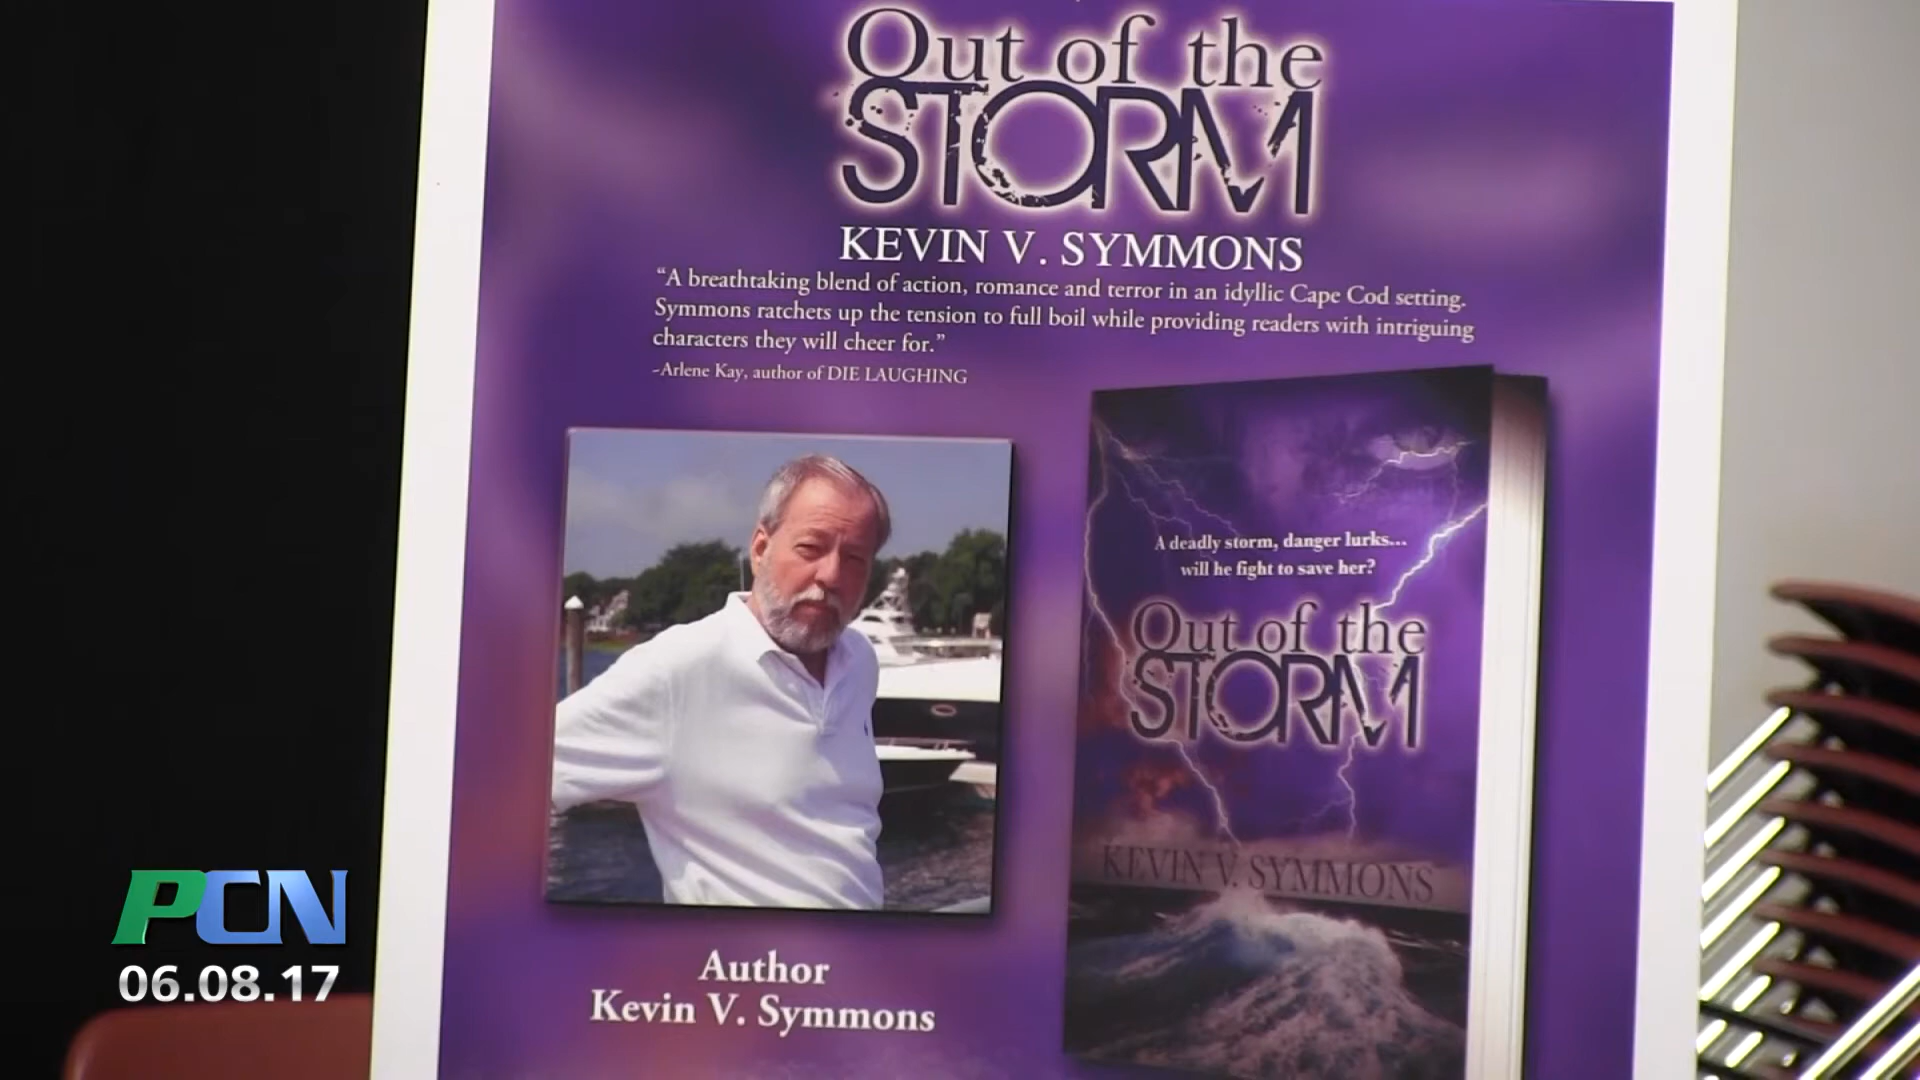 Out of the
STORM
KEVIN V. SYMMONS
“A breathtaking blend of action, romance and terror in an idyllic Cape Cod setting.
Symmons ratchets up the tension to full boil while providing readers with intriguing
characters they will cheer for.”
–Arlene Kay, author of DIE LAUGHING
A deadly storm, danger lurks...
will he fight to save her?
Out of the
STORM
KEVIN V. SYMMONS
Author
Kevin V. Symmons
PCN
06.08.17